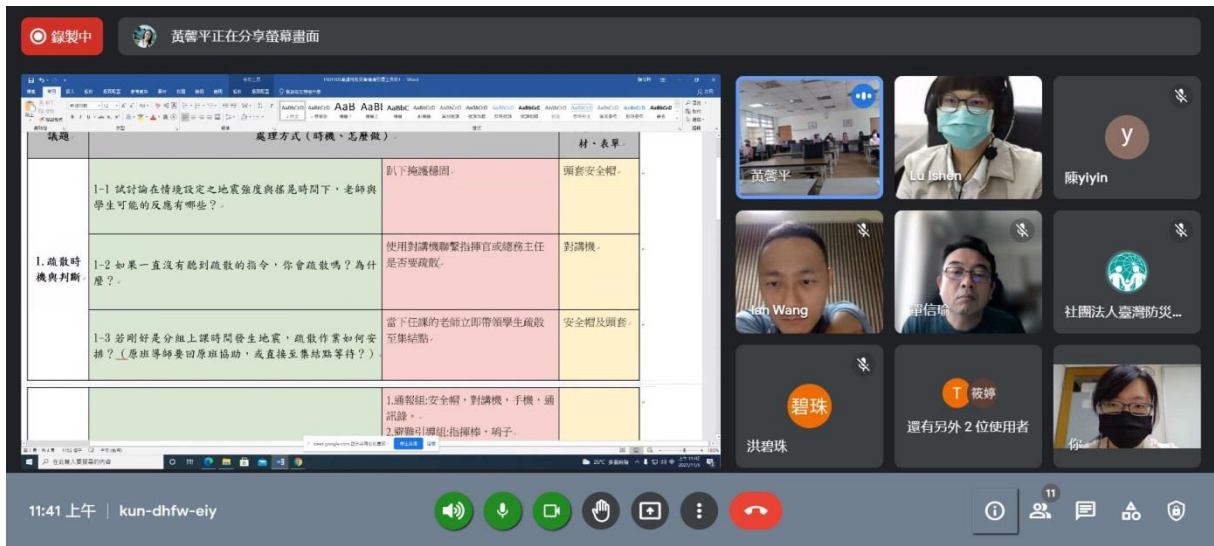 錄製中
黃馨平正在分享螢幕畫面
議題
處理方式(時機、怎麼做)
材、表單
1.疏散時
機與判斷
1-1 試討論在情境設定之地震強度與搖晃時間下，老師與
學生可能的反應有哪些？
趴下掩護穩固
頭套安全帽
1-2 如果一直沒有聽到疏散的指令，你會疏散嗎？為什
麼？
使用對講機聯繫指揮官或總務主任
是否要疏散
對講機
1-3 若剛好是分組上課時間發生地震，疏散作業如何安
排？(原班導師要回原班協助，或直接至集結點等待？)
當下任課的老師立即帶領學生疏散
至集結點
安全帽及頭套
1.通報組:安全帽，對講機，手機，通
訊錄。
2.避難引導組:指揮棒，哨子
黃馨平
Lu Ishen
y
陳yiyin
Ian Wang
單信瑜
社團法人臺灣防災...
碧珠
洪碧珠
T
筱婷
還有另外 2 位使用者
你
11:41 上午
kun-dhfw-eiy
11